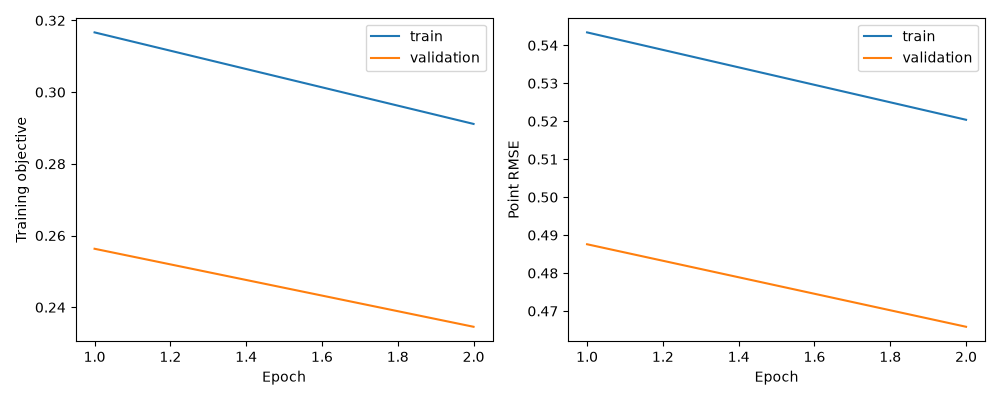 Training objective
0.32
0.30
0.28
0.26
0.24
train
validation
1.0 1.2 1.4 1.6 1.8 2.0
Epoch
Point RMSE
0.54
0.53
0.52
0.51
0.50
0.49
0.48
0.47
train
validation
1.0 1.2 1.4 1.6 1.8 2.0
Epoch